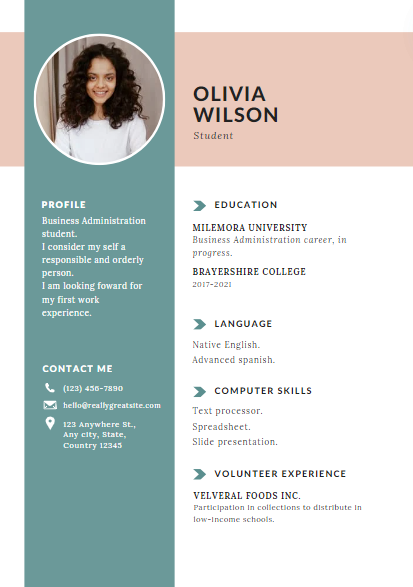 OLIVIA
WILSON
Student
PROFILE
Business Administration
student.
I consider my self a
responsible and orderly
person.
I am looking foward for
my first work
experience.
CONTACT ME
(123) 456-7890
hello@reallygreatsite.com
123 Anywhere St.,
Any city, State,
Country 12345
EDUCATION
MILEMORA UNIVERSITY
Business Administration career, in
progress.
BRAYERSHIRE COLLEGE
2017-2021
LANGUAGE
Native English.
Advanced spanish.
COMPUTER SKILLS
Text processor.
Spreadsheet.
Slide presentation.
VOLUNTEER EXPERIENCE
VELVERAL FOODS INC.
Participation in collections to distribute in
low-income schools.